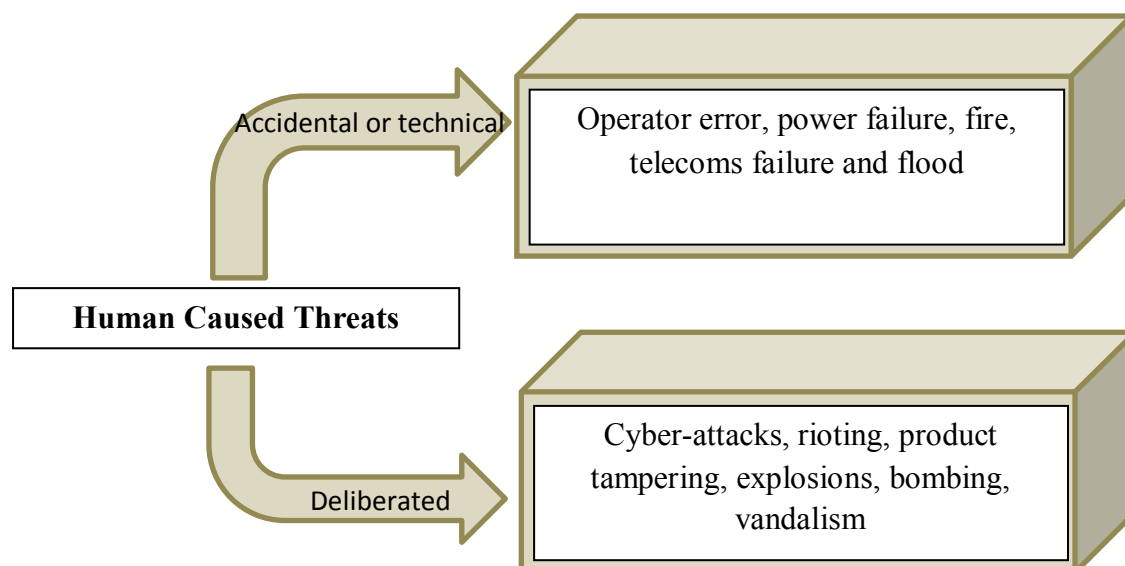 Accidental or technical
Operator error, power failure, fire,
telecoms failure and flood
Human Caused Threats
Deliberated
Cyber-attacks, rioting, product
tampering, explosions, bombing,
vandalism